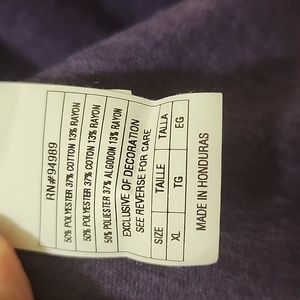 RN#94989
50% POLYESTER 37% COTTON 13% RAYON
50% POLYESTER 37% COTON 13% RAYON
50% POLIESTER 37% ALGODON 13% RAYON
EXCLUSIVE OF DECORATION
SEE REVERSE FOR CARE
SIZE TAILLE TALLA
XL TG EG
MADE IN HONDURAS